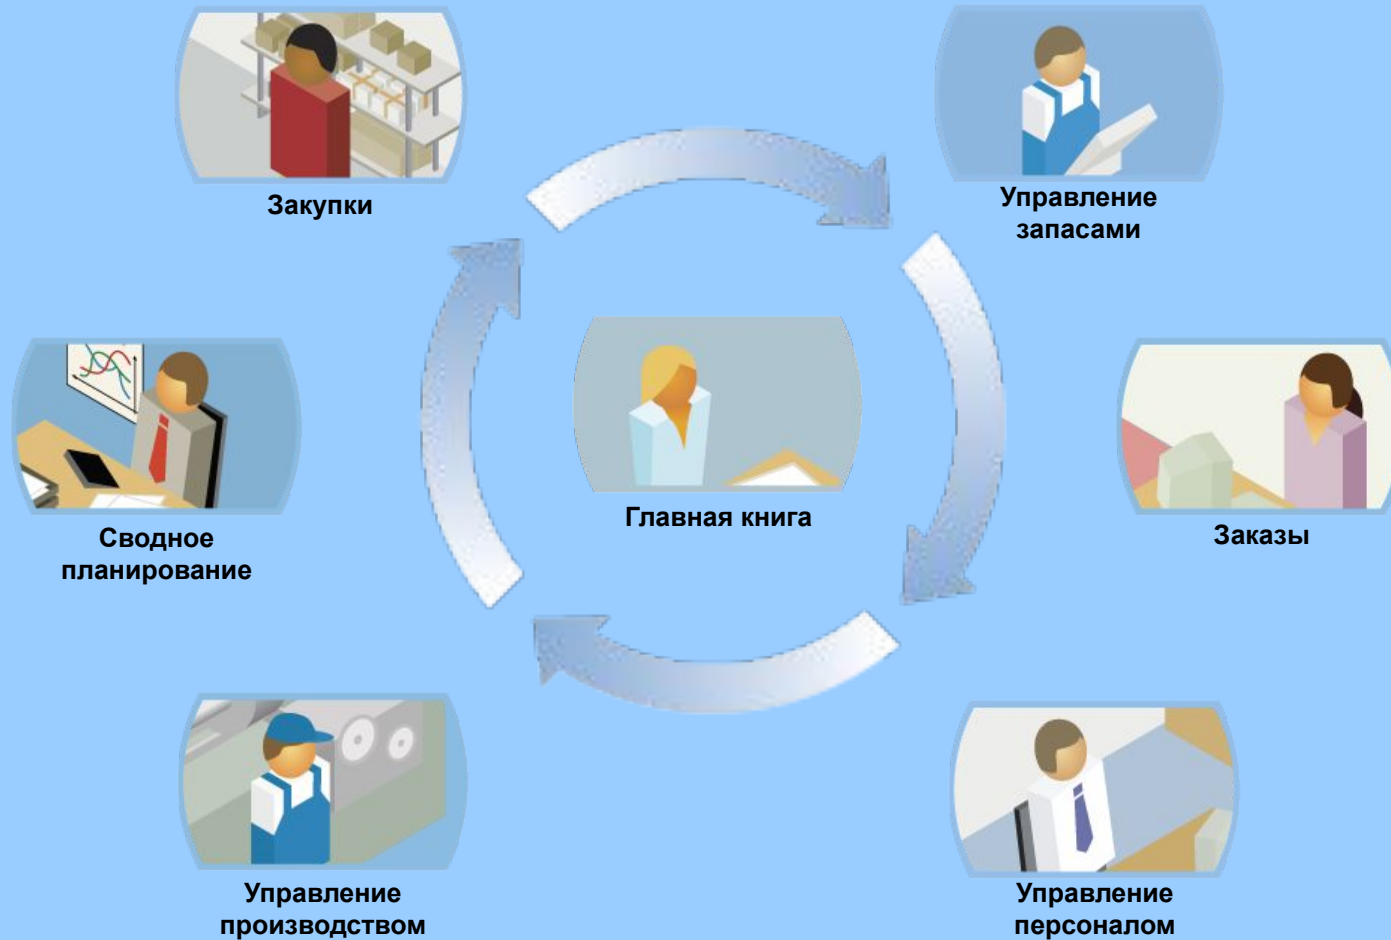 Закупки
Управление
запасами
Главная книга
Заказы
Сводное
планирование
Управление
производством
Управление
персоналом